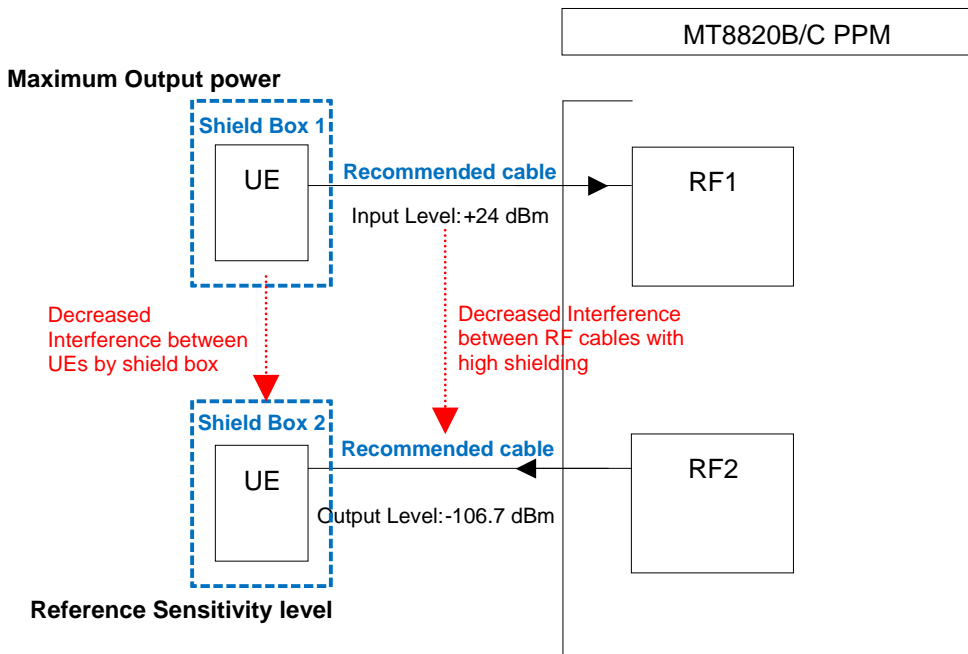 MT8820B/C PPM
Maximum Output power
Shield Box 1
UE
Recommended cable
RF1
Input Level:+24 dBm
Decreased
Interference between
UEs by shield box
Decreased Interference
between RF cables with
high shielding
Shield Box 2
UE
Recommended cable
RF2
Output Level:-106.7 dBm
Reference Sensitivity level